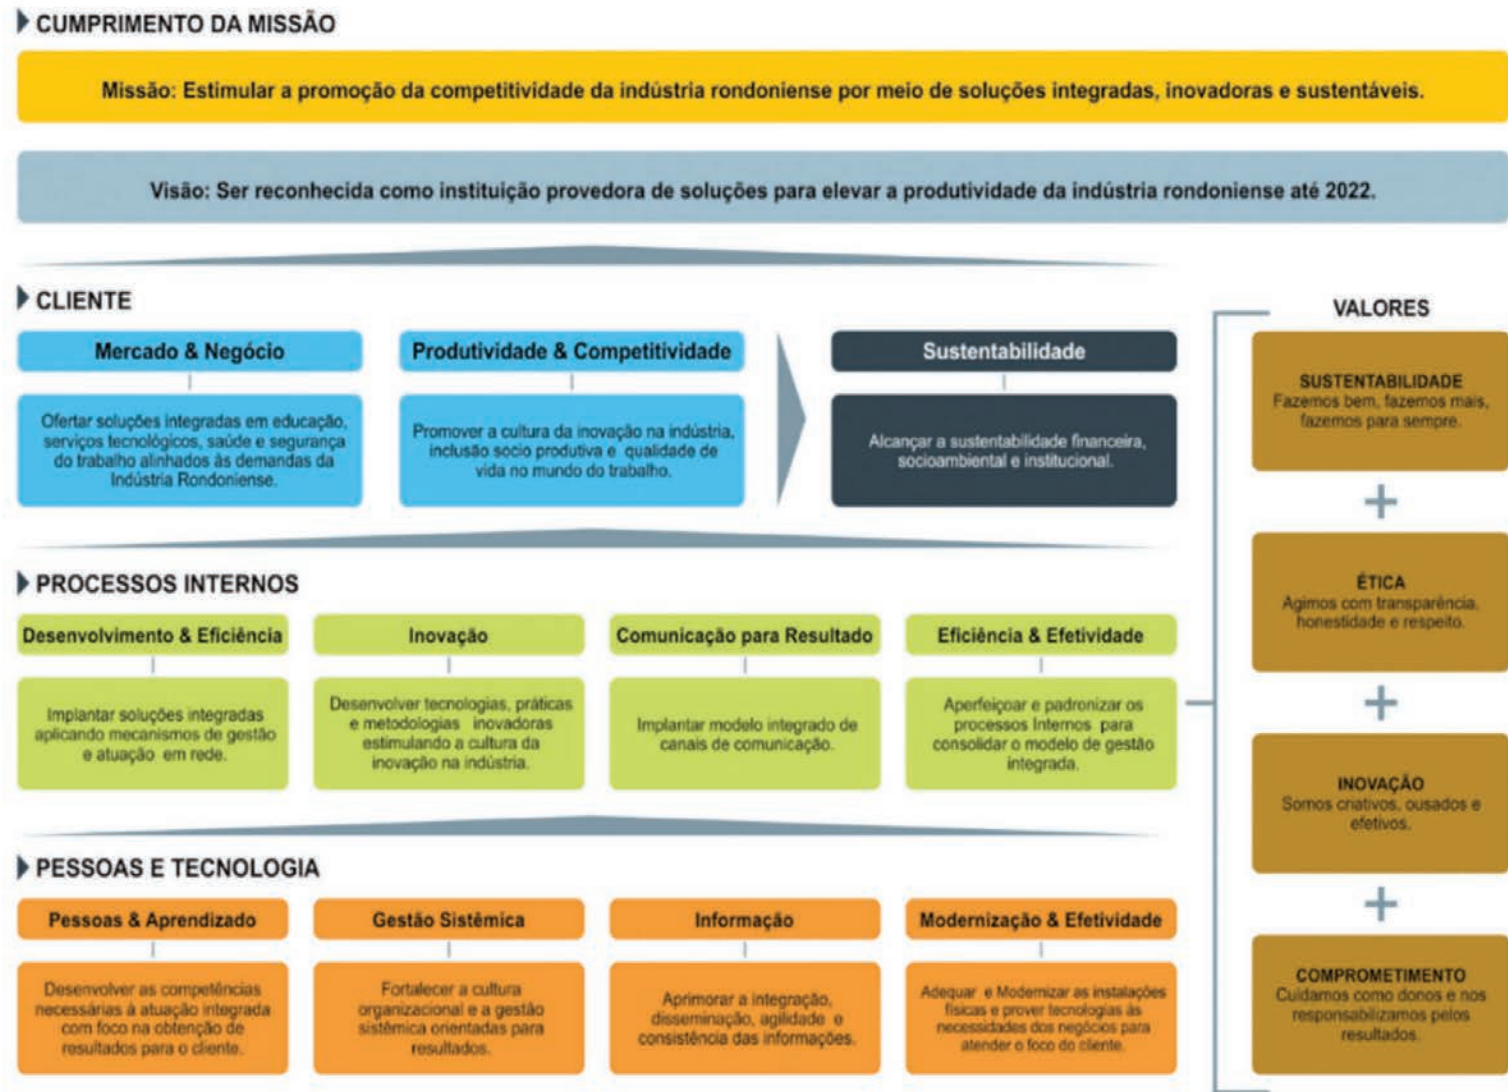 CUMPRIMENTO DA MISSÃO
Missão: Estimular a promoção da competitividade da indústria rondoniense por meio de soluções integradas, inovadoras e sustentáveis.
Visão: Ser reconhecida como instituição provedora de soluções para elevar a produtividade da indústria rondoniense até 2022.
CLIENTE
Mercado & Negócio
Ofertar soluções integradas em educação,
serviços tecnológicos, saúde e segurança
do trabalho alinhados às demandas da
Indústria Rondoniense.
Produtividade & Competitividade
Promover a cultura da inovação na indústria,
inclusão socio produtiva e qualidade de
vida no mundo do trabalho.
Sustentabilidade
Alcançar a sustentabilidade financeira,
socioambiental e institucional.
PROCESSOS INTERNOS
Desenvolvimento & Eficiência
Implantar soluções integradas
aplicando mecanismos de gestão
e atuação em rede.
Inovação
Desenvolver tecnologias, práticas
e metodologias inovadoras
estimulando a cultura da
inovação na indústria.
Comunicação para Resultado
Implantar modelo integrado de
canais de comunicação.
Eficiência & Efetividade
Aperfeiçoar e padronizar os
processos Internos para
consolidar o modelo de gestão
integrada.
PESSOAS E TECNOLOGIA
Pessoas & Aprendizado
Desenvolver as competências
necessárias à atuação integrada
com foco na obtenção de
resultados para o cliente.
Gestão Sistêmica
Fortalecer a cultura
organizacional e a gestão
sistêmica orientadas para
resultados.
Informação
Aprimorar a integração,
disseminação, agilidade e
consistência das informações.
Modernização & Efetividade
Adequar e Modernizar as instalações
físicas e prover tecnologias às
necessidades dos negócios para
atender o foco do cliente.
VALORES
SUSTENTABILIDADE
Fazemos bem, fazemos mais,
fazemos para sempre.
+
ÉTICA
Agimos com transparência,
honestidade e respeito.
+
INOVAÇÃO
Somos criativos, ousados e
efetivos.
+
COMPROMETIMENTO
Cuidamos como donos e nos
responsabilizamos pelos
resultados.